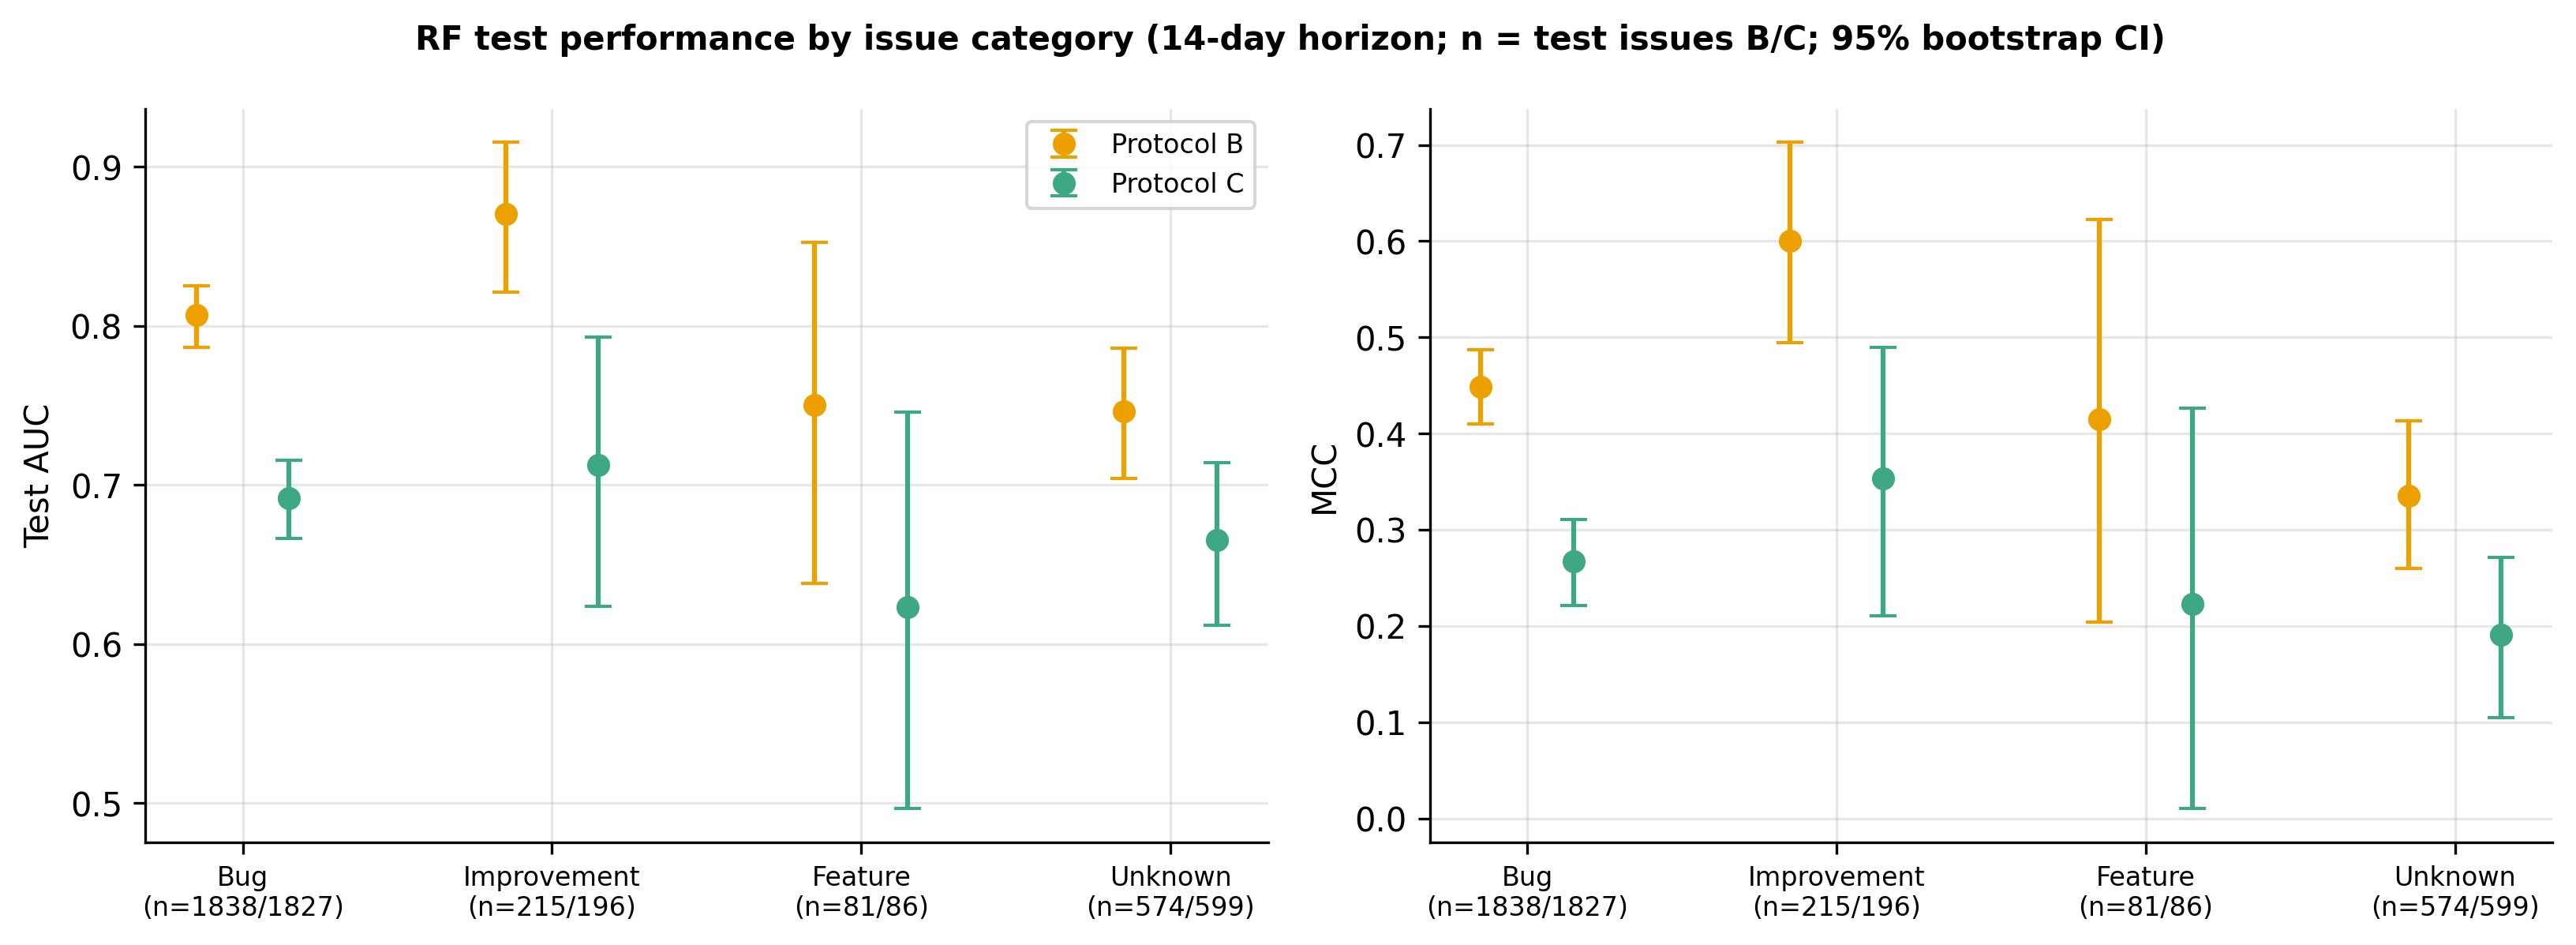 RF test performance by issue category (14-day horizon; n = test issues B/C; 95% bootstrap CI)
Test AUC
0.9
0.8
0.7
0.6
0.5
Protocol B
Protocol C
Bug
(n=1838/1827)
Improvement
(n=215/196)
Feature
(n=81/86)
Unknown
(n=574/599)
MCC
0.7
0.6
0.5
0.4
0.3
0.2
0.1
0.0
Bug
(n=1838/1827)
Improvement
(n=215/196)
Feature
(n=81/86)
Unknown
(n=574/599)